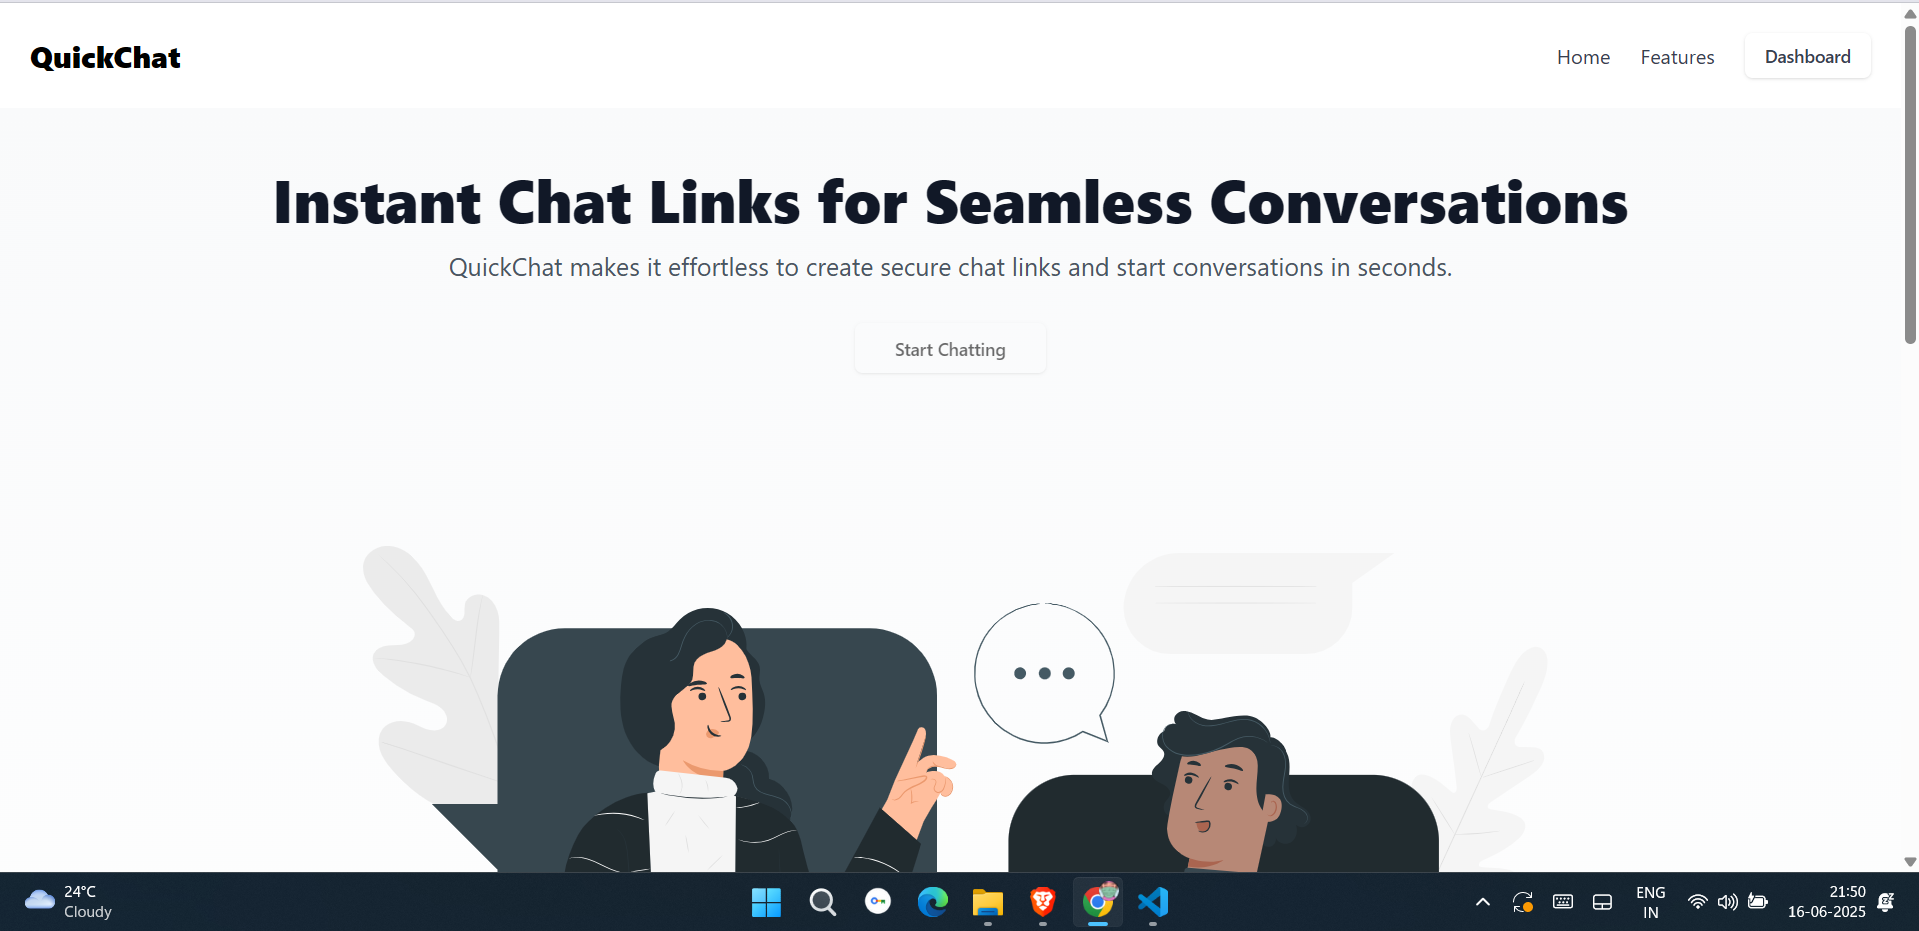 QuickChat
Home
Features
Dashboard
Instant Chat Links for Seamless Conversations
QuickChat makes it effortless to create secure chat links and start conversations in seconds.
Start Chatting
24°C
Cloudy
ENG
IN
21:50
16-06-2025